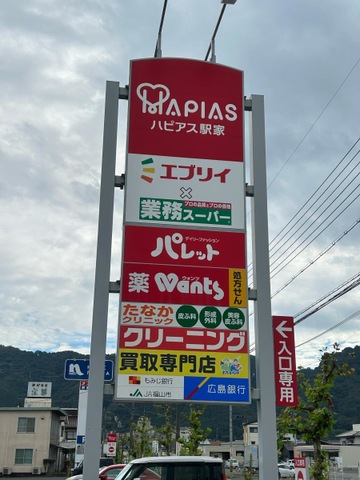 HAPIAS
ハピアス駅家
エブリイ
×
プロの品質とプロの価格
業務スーパー
デイリーファッション
パレット
薬 Wants
ウォンツ
処方せん
たなか
クリニック
皮ふ科
形成
外科
美容
皮ふ科
クリーニング
買取専門店
もみじ銀行
JA福山市
広島銀行
入口専用